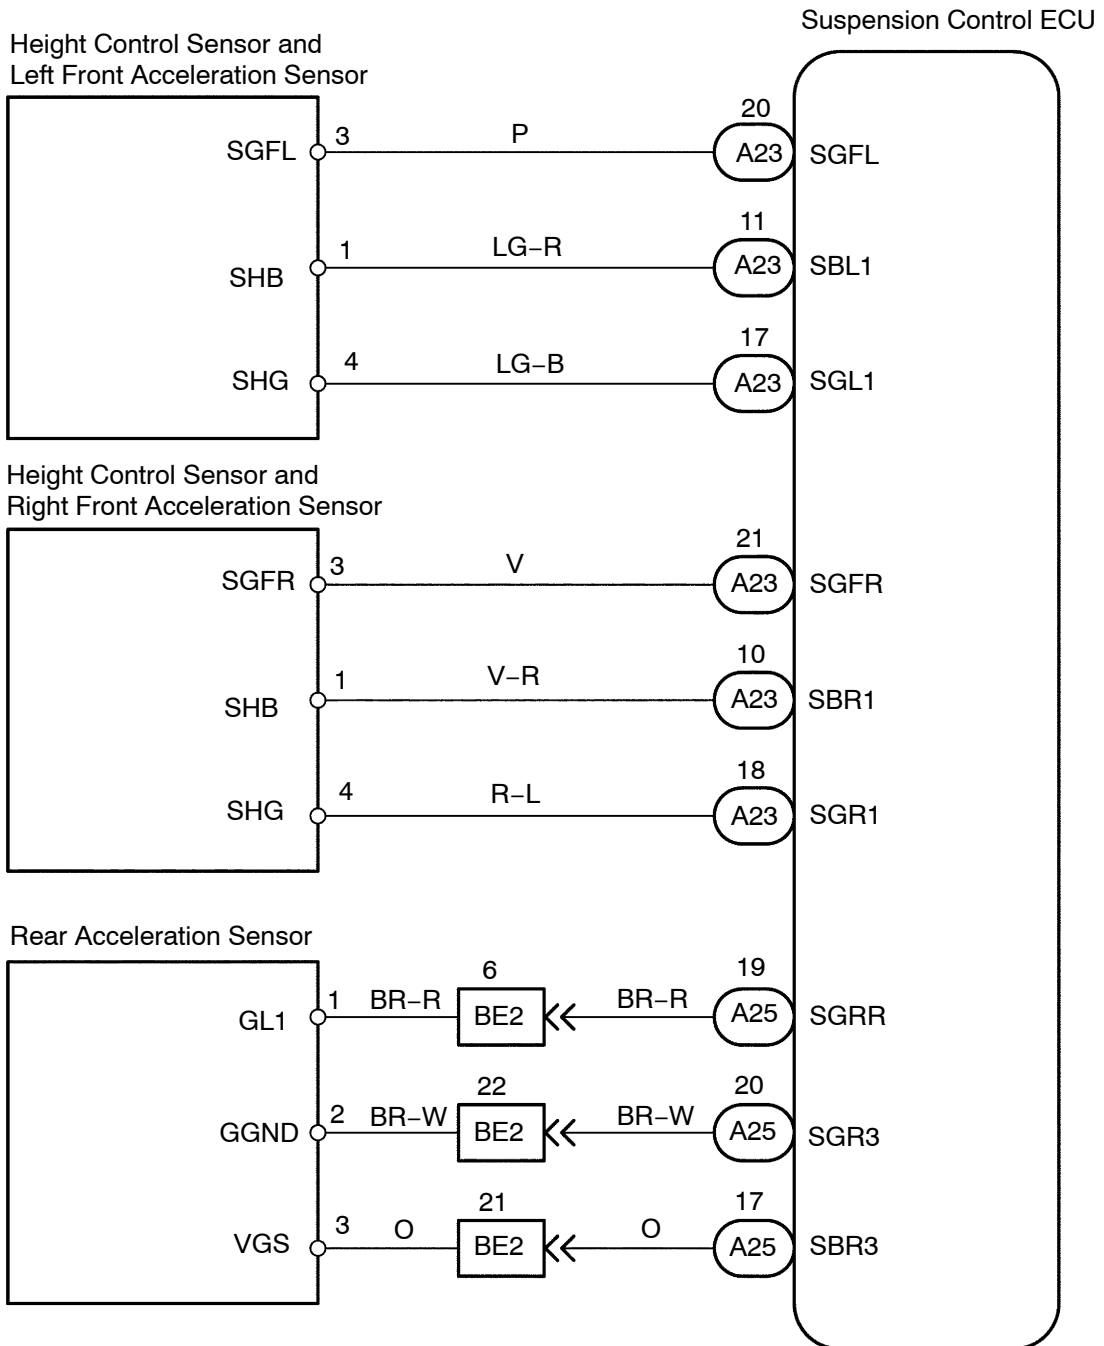 Suspension Control ECU
Height Control Sensor and
Left Front Acceleration Sensor
SGFL 3 P 20 A23 SGFL
SHB 1 LG–R 11 A23 SBL1
SHG 4 LG–B 17 A23 SGL1
Height Control Sensor and
Right Front Acceleration Sensor
SGFR 3 V 21 A23 SGFR
SHB 1 V–R 10 A23 SBR1
SHG 4 R–L 18 A23 SGR1
Rear Acceleration Sensor
GL1 1 BR–R 6 BE2 BR–R 19 A25 SGRR
GGND 2 BR–W 22 BE2 BR–W 20 A25 SGR3
VGS 3 O 21 BE2 O 17 A25 SBR3